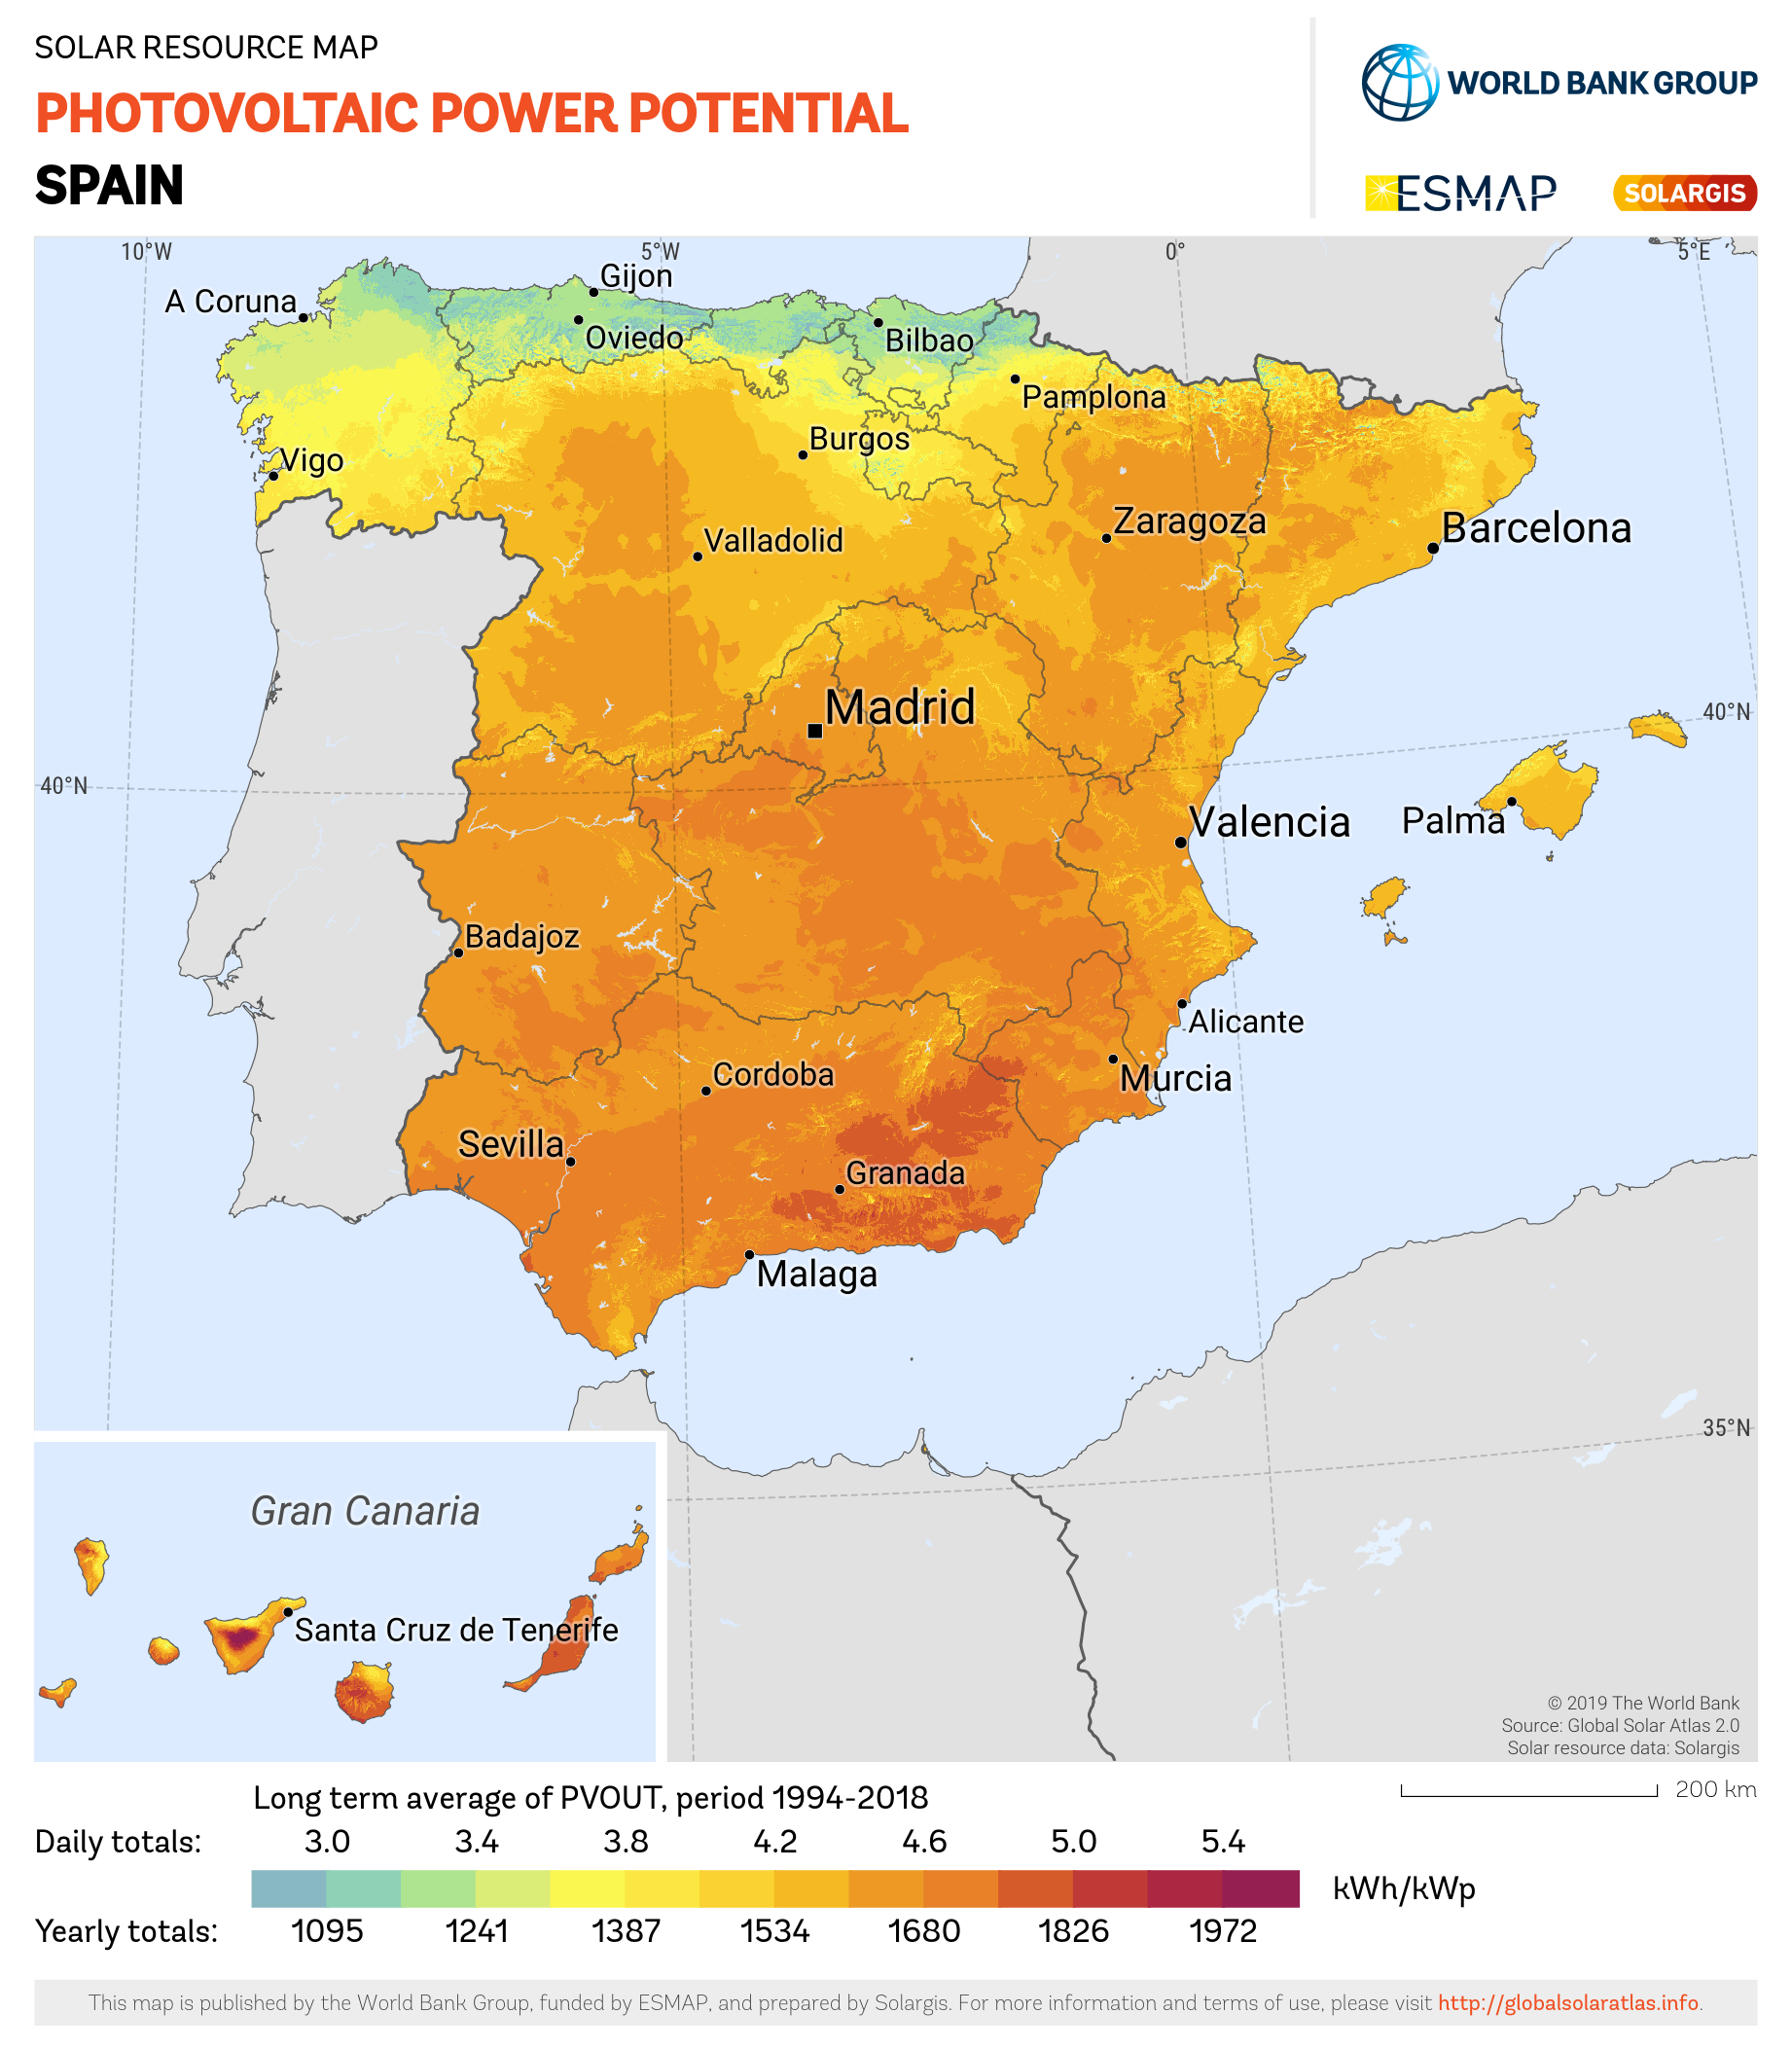 SOLAR RESOURCE MAP
PHOTOVOLTAIC POWER POTENTIAL
SPAIN
WORLD BANK GROUP
ESMAP
SOLARGIS
10°W
5°W
0°
5°E
Gijon
A Coruna
Oviedo
Bilbao
Pamplona
Burgos
Vigo
Zaragoza
Barcelona
Valladolid
Madrid
40°N
40°N
Valencia
Palma
Badajoz
Alicante
Cordoba
Murcia
Sevilla
Granada
Malaga
35°N
Gran Canaria
Santa Cruz de Tenerife
© 2019 The World Bank
Source: Global Solar Atlas 2.0
Solar resource data: Solargis
200 km
Long term average of PVOUT, period 1994-2018
Daily totals: 3.0 3.4 3.8 4.2 4.6 5.0 5.4
kWh/kWp
Yearly totals: 1095 1241 1387 1534 1680 1826 1972
This map is published by the World Bank Group, funded by ESMAP, and prepared by Solargis. For more information and terms of use, please visit http://globalsolaratlas.info.